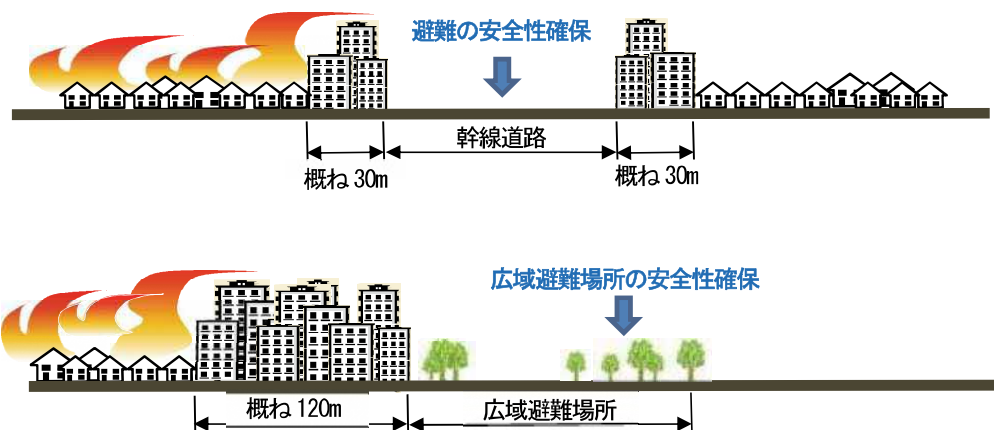 避難の安全性確保
幹線道路
概ね 30m
概ね 30m
広域避難場所の安全性確保
概ね 120m
広域避難場所